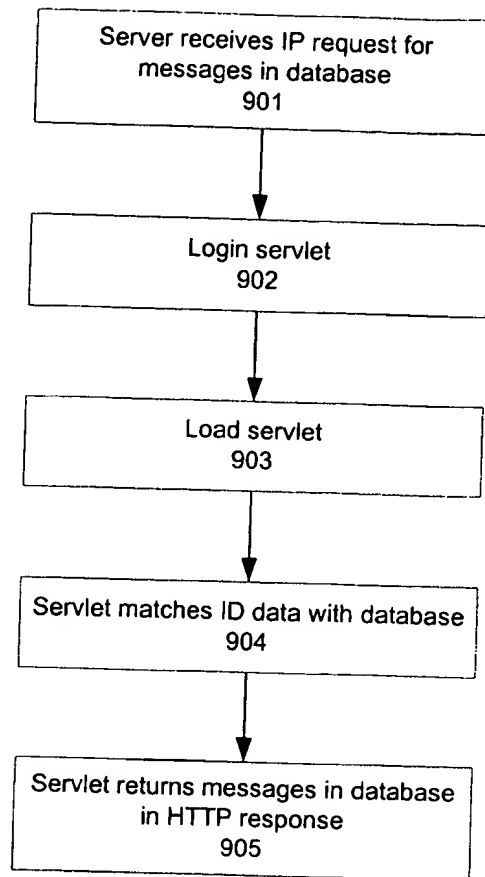 Server receives IP request for
messages in database
901
Login servlet
902
Load servlet
903
Servlet matches ID data with database
904
Servlet returns messages in database
in HTTP response
905